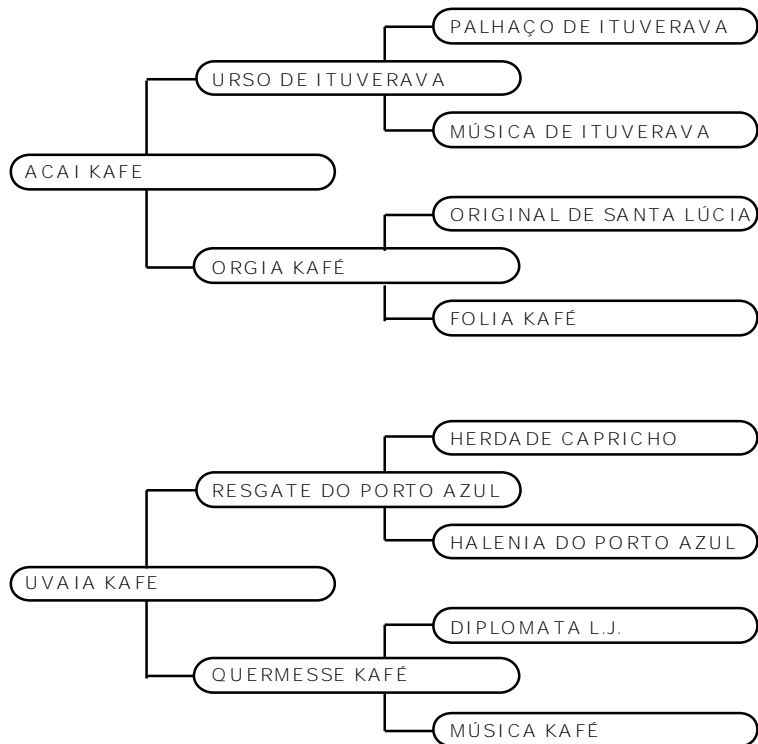 PALHAÇO DE ITUVERAVA
URSO DE ITUVERAVA
MÚSICA DE ITUVERAVA
ACAI KAFE
ORIGINAL DE SANTA LÚCIA
ORGIA KAFÉ
FOLIA KAFÉ
HERDADE CAPRICHO
RESGATE DO PORTO AZUL
HALENIA DO PORTO AZUL
UVAIA KAFE
DIPLOMATA L.J.
QUERMESSE KAFÉ
MÚSICA KAFÉ